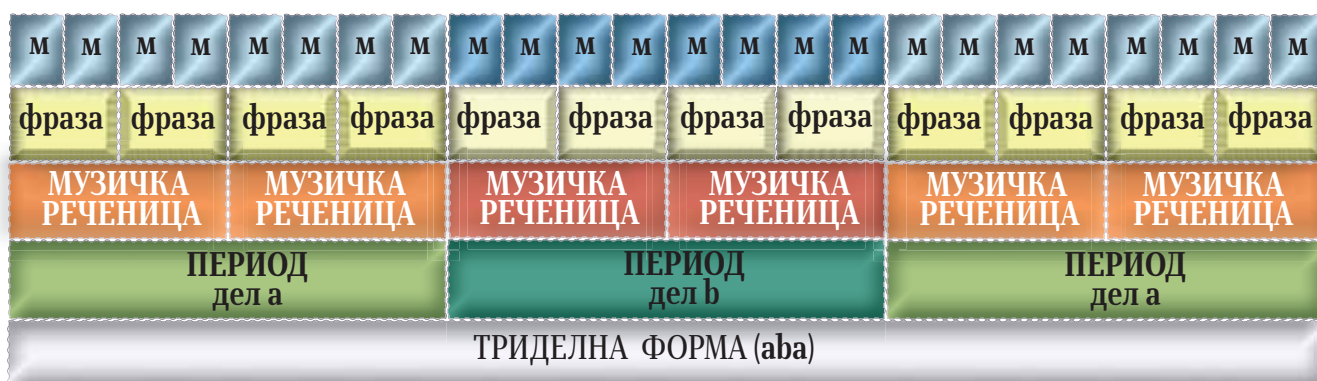 м м м м м м м м м м м м м м м м м м м м м м м м
фраза фраза фраза фраза фраза фраза фраза фраза фраза фраза фраза фраза
МУЗИЧКА МУЗИЧКА МУЗИЧКА МУЗИЧКА МУЗИЧКА МУЗИЧКА
РЕЧЕНИЦА РЕЧЕНИЦА РЕЧЕНИЦА РЕЧЕНИЦА РЕЧЕНИЦА РЕЧЕНИЦА
ПЕРИОД ПЕРИОД ПЕРИОД
дел a дел b дел a
ТРИДЕЛНА ФОРМА (aba)